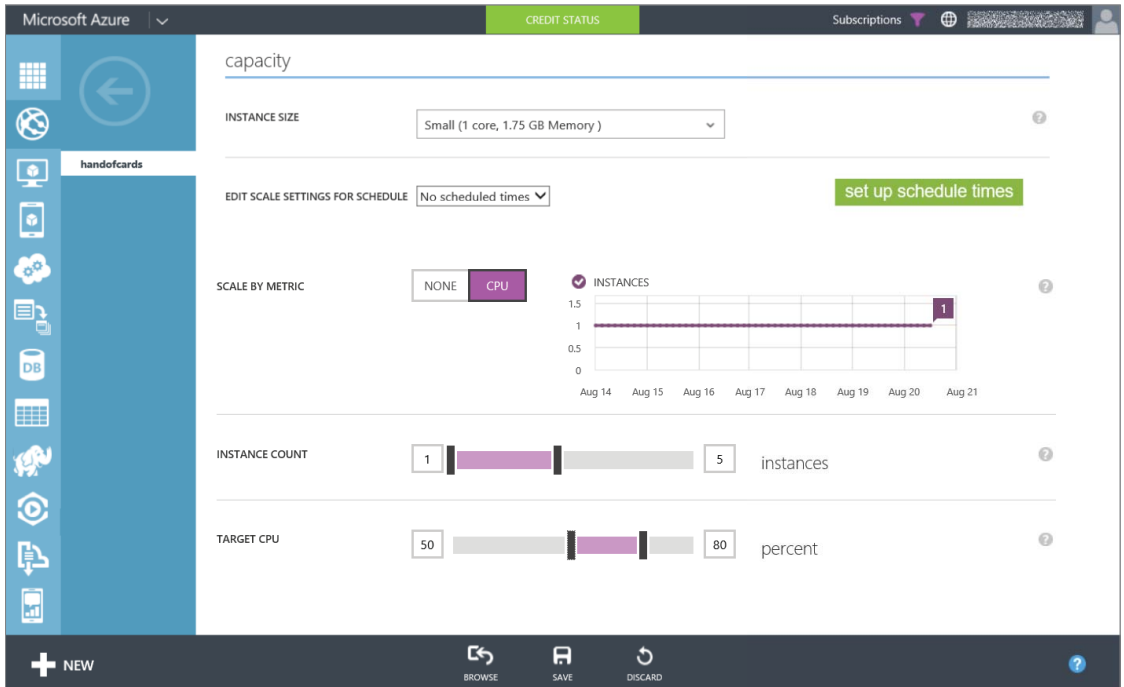 Microsoft Azure
CREDIT STATUS
Subscriptions
capacity
INSTANCE SIZE
Small (1 core, 1.75 GB Memory )
?
handofcards
EDIT SCALE SETTINGS FOR SCHEDULE
No scheduled times
set up schedule times
SCALE BY METRIC
NONE
CPU
INSTANCES
?
1.5
1
1
0.5
0
Aug 14 Aug 15 Aug 16 Aug 17 Aug 18 Aug 19 Aug 20 Aug 21
DB
INSTANCE COUNT
1
5
instances
?
TARGET CPU
50
80
percent
?
NEW
BROWSE
SAVE
DISCARD
?